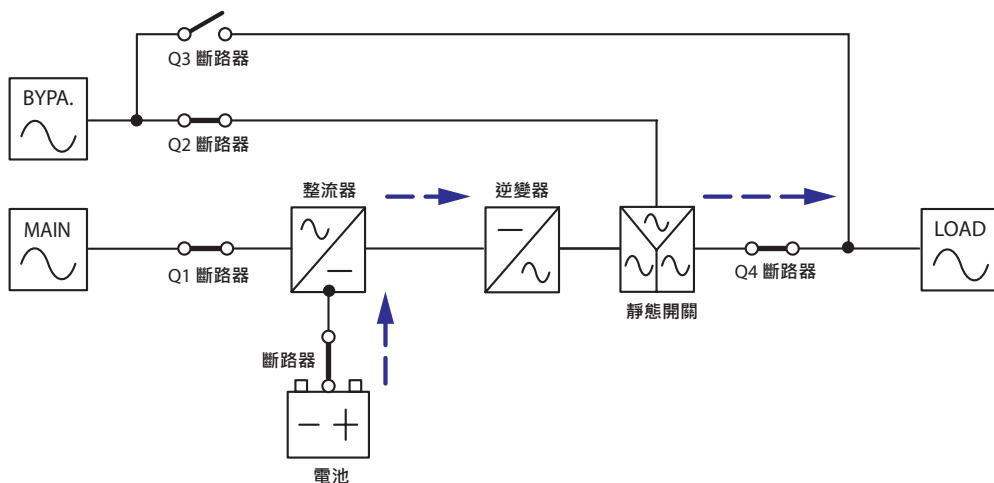 Q3 斷路器
BYPA.
Q2 斷路器
整流器
逆變器
MAIN
LOAD
Q1 斷路器
Q4 斷路器
靜態開關
斷路器
電池